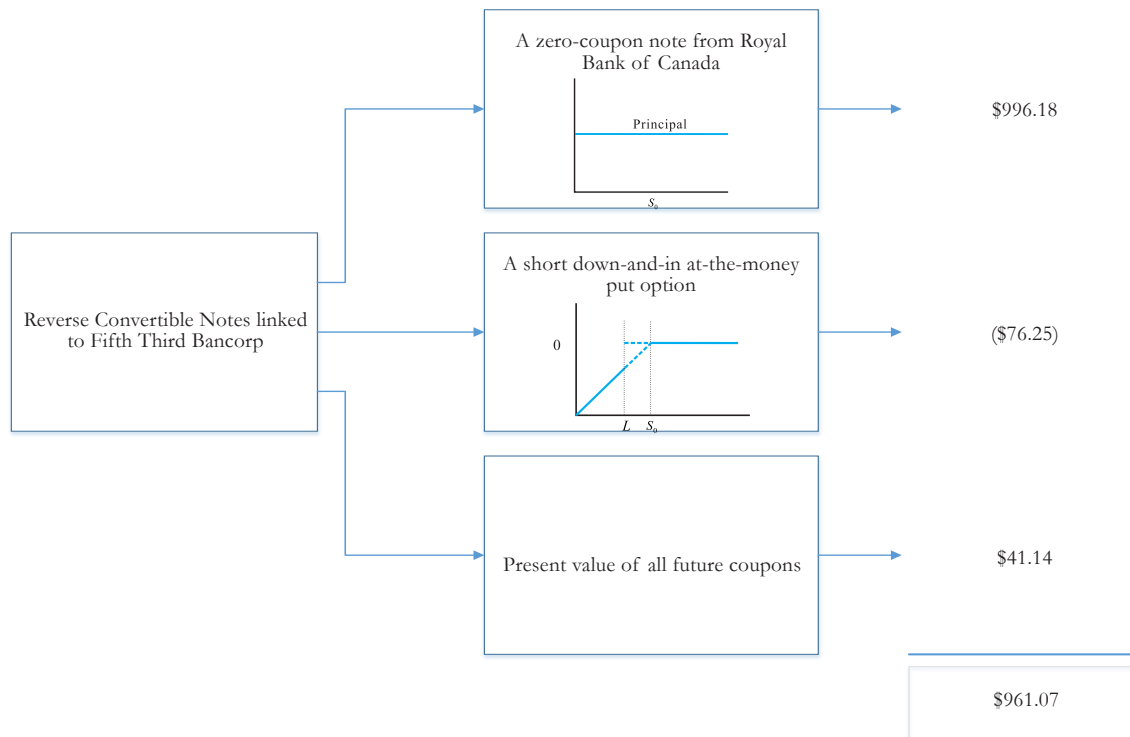 A zero-coupon note from Royal
Bank of Canada
Principal
S₀
$996.18
Reverse Convertible Notes linked
to Fifth Third Bancorp
A short down-and-in at-the-money
put option
0
L S₀
($76.25)
Present value of all future coupons
$41.14
$961.07